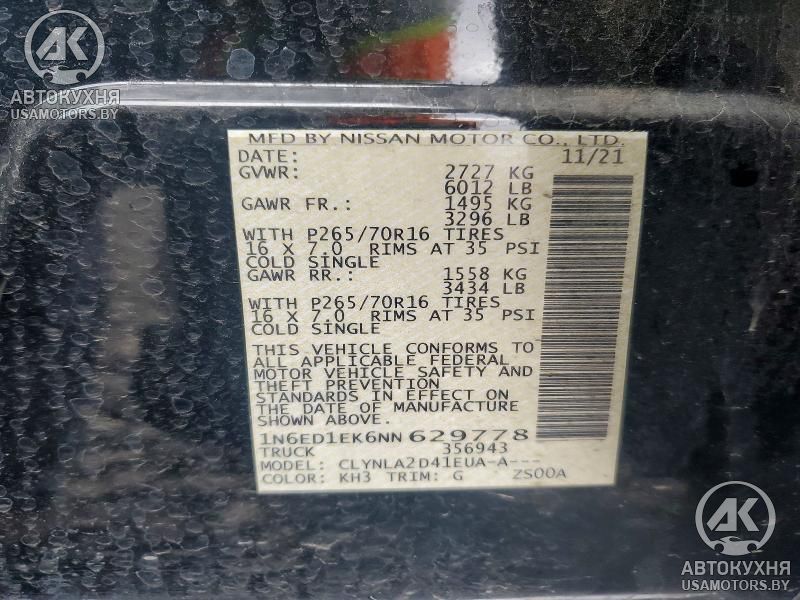 AK
АВТОКУХНЯ
USAMOTORS.BY
MFD BY NISSAN MOTOR CO., LTD.
DATE: 11/21
GVWR: 2727 KG
6012 LB
GAWR FR.: 1495 KG
3296 LB
WITH P265/70R16 TIRES
16 X 7.0 RIMS AT 35 PSI
COLD SINGLE
GAWR RR.: 1558 KG
3434 LB
WITH P265/70R16 TIRES
16 X 7.0 RIMS AT 35 PSI
COLD SINGLE
THIS VEHICLE CONFORMS TO
ALL APPLICABLE FEDERAL
MOTOR VEHICLE SAFETY AND
THEFT PREVENTION
STANDARDS IN EFFECT ON
THE DATE OF MANUFACTURE
SHOWN ABOVE.
1N6ED1EK6NN629778
TRUCK 356943
MODEL: CLYNLA2D41EUA-A---
COLOR: KH3 TRIM: G ZS00A
AK
АВТОКУХНЯ
USAMOTORS.BY